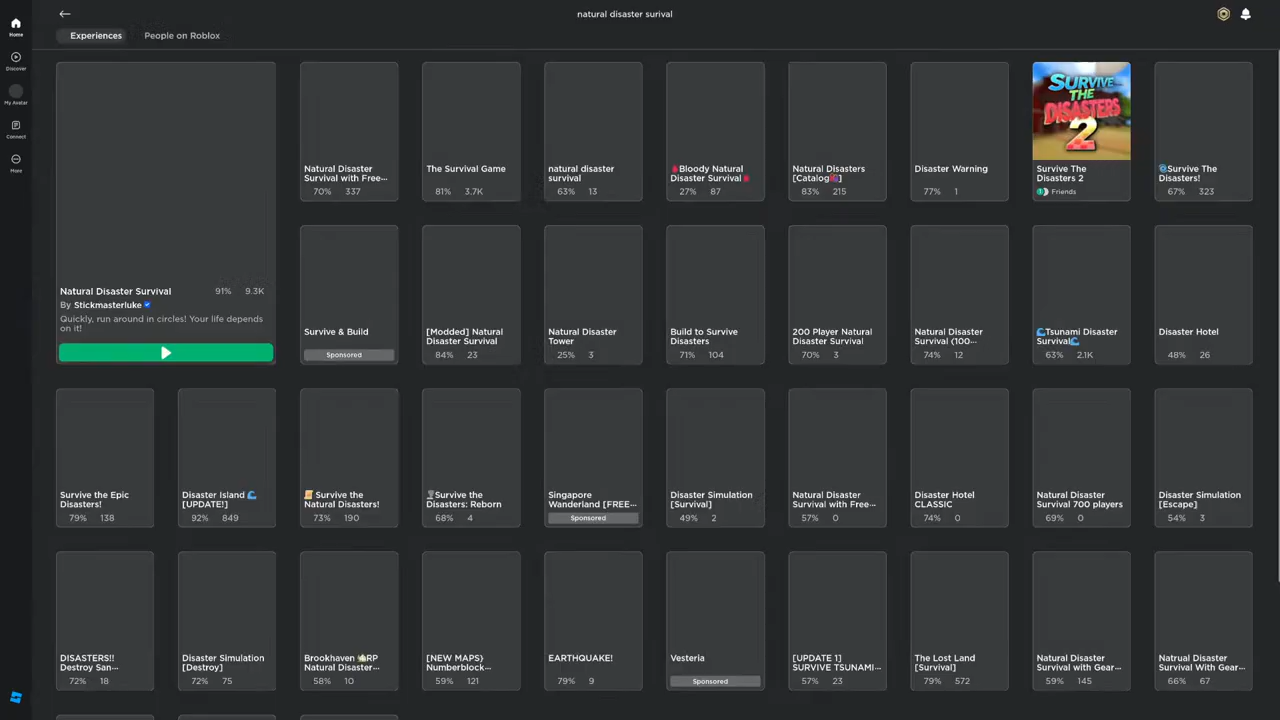 natural disaster surival
Home
Discover
My Avatar
Connect
More
Experiences
People on Roblox
Natural Disaster Survival 91% 9.3K
By Stickmasterluke
Quickly, run around in circles! Your life depends
on it!
Natural Disaster
Survival with Free-··
70% 337
The Survival Game
81% 3.7K
natural disaster
survival
63% 13
Bloody Natural
Disaster Survival
27% 87
Natural Disasters
[Catalog]
83% 215
Disaster Warning
77% 1
SURVIVE
THE
DISASTERS
2
Survive The
Disasters 2
Friends
Survive The
Disasters!
67% 323
Survive & Build
Sponsored
[Modded] Natural
Disaster Survival
84% 23
Natural Disaster
Tower
25% 3
Build to Survive
Disasters
71% 104
200 Player Natural
Disaster Survival
70% 3
Natural Disaster
Survival (100-··
74% 12
🌊Tsunami Disaster
Survival🌊
63% 2.1K
Disaster Hotel
48% 26
Survive the Epic
Disasters!
79% 138
Disaster Island 🌊
[UPDATE!]
92% 849
Survive the
Natural Disasters!
73% 190
Survive the
Disasters: Reborn
68% 4
Singapore
Wanderland [FREE-··
Sponsored
Disaster Simulation
[Survival]
49% 2
Natural Disaster
Survival with Free-··
57% 0
Disaster Hotel
CLASSIC
74% 0
Natural Disaster
Survival 700 players
69% 0
Disaster Simulation
[Escape]
54% 3
DISASTERS!!
Destroy San-··
72% 18
Disaster Simulation
[Destroy]
72% 75
Brookhaven RP
Natural Disaster-··
58% 10
[NEW MAPS}
Numberblock-··
59% 121
EARTHQUAKE!
79% 9
Vesteria
Sponsored
[UPDATE 1]
SURVIVE TSUNAMI-··
57% 23
The Lost Land
[Survival]
79% 572
Natural Disaster
Survival with Gear-··
59% 145
Natrual Disaster
Survival With Gear-··
66% 67